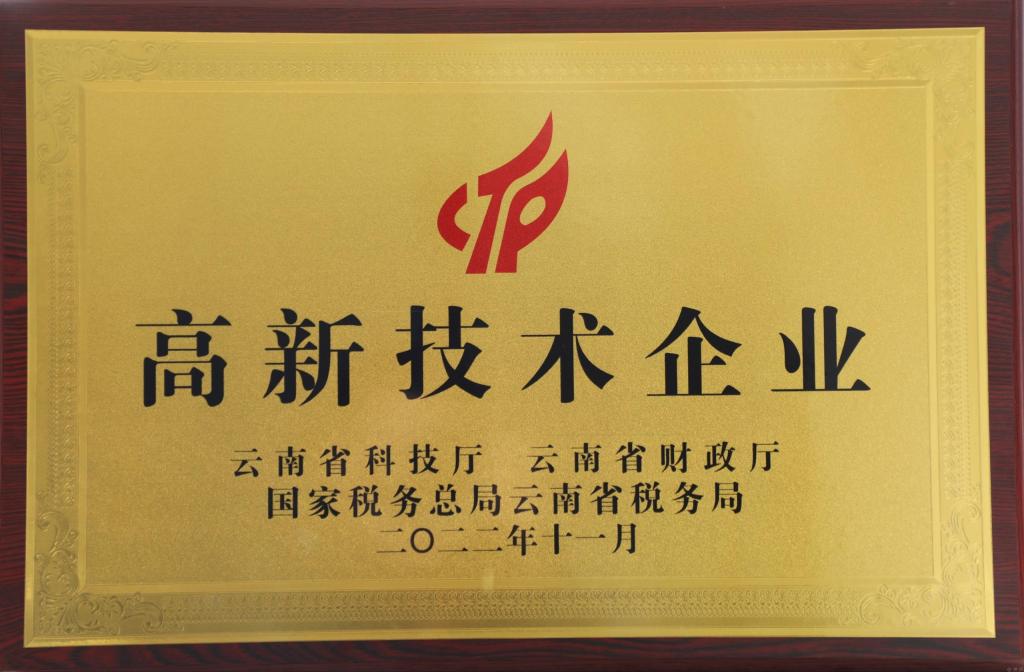 CTP
高新技术企业
云南省科技厅 云南省财政厅
国家税务总局云南省税务局
二〇二二年十一月